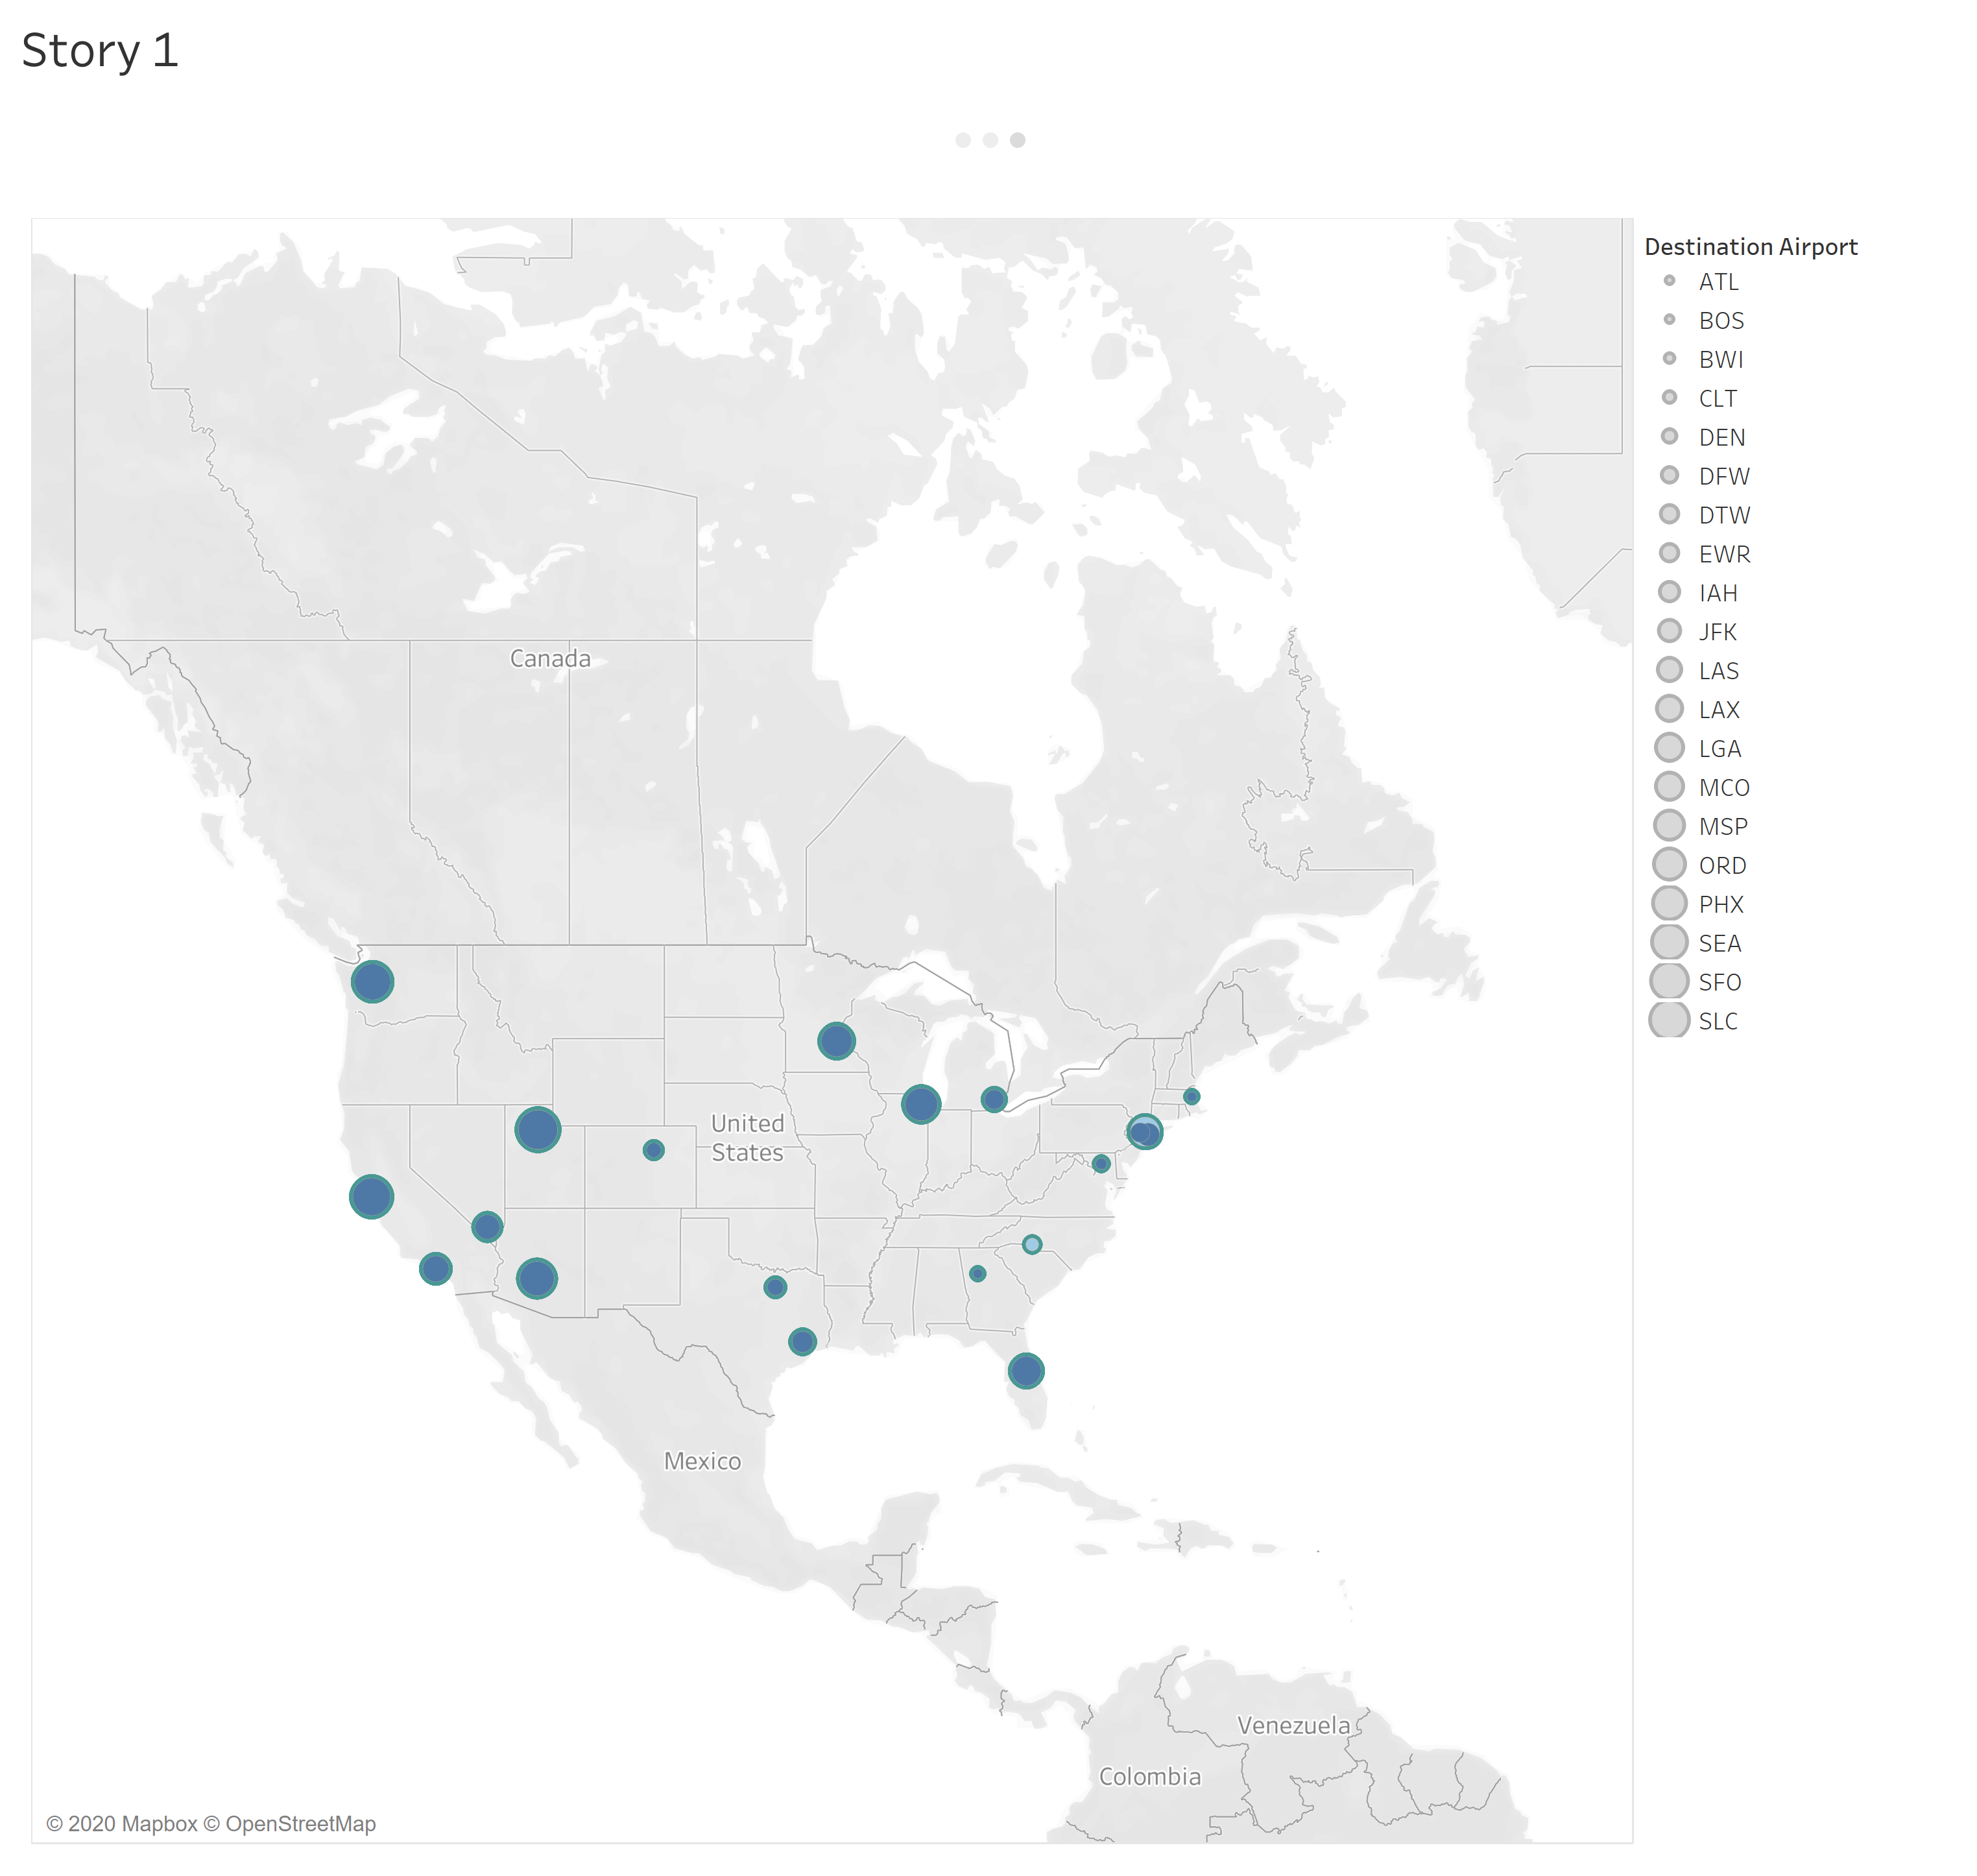 Story 1
Destination Airport
ATL
BOS
BWI
CLT
DEN
DFW
DTW
EWR
IAH
JFK
LAS
LAX
LGA
MCO
MSP
ORD
PHX
SEA
SFO
SLC
Canada
United
States
Mexico
Venezuela
Colombia
© 2020 Mapbox © OpenStreetMap